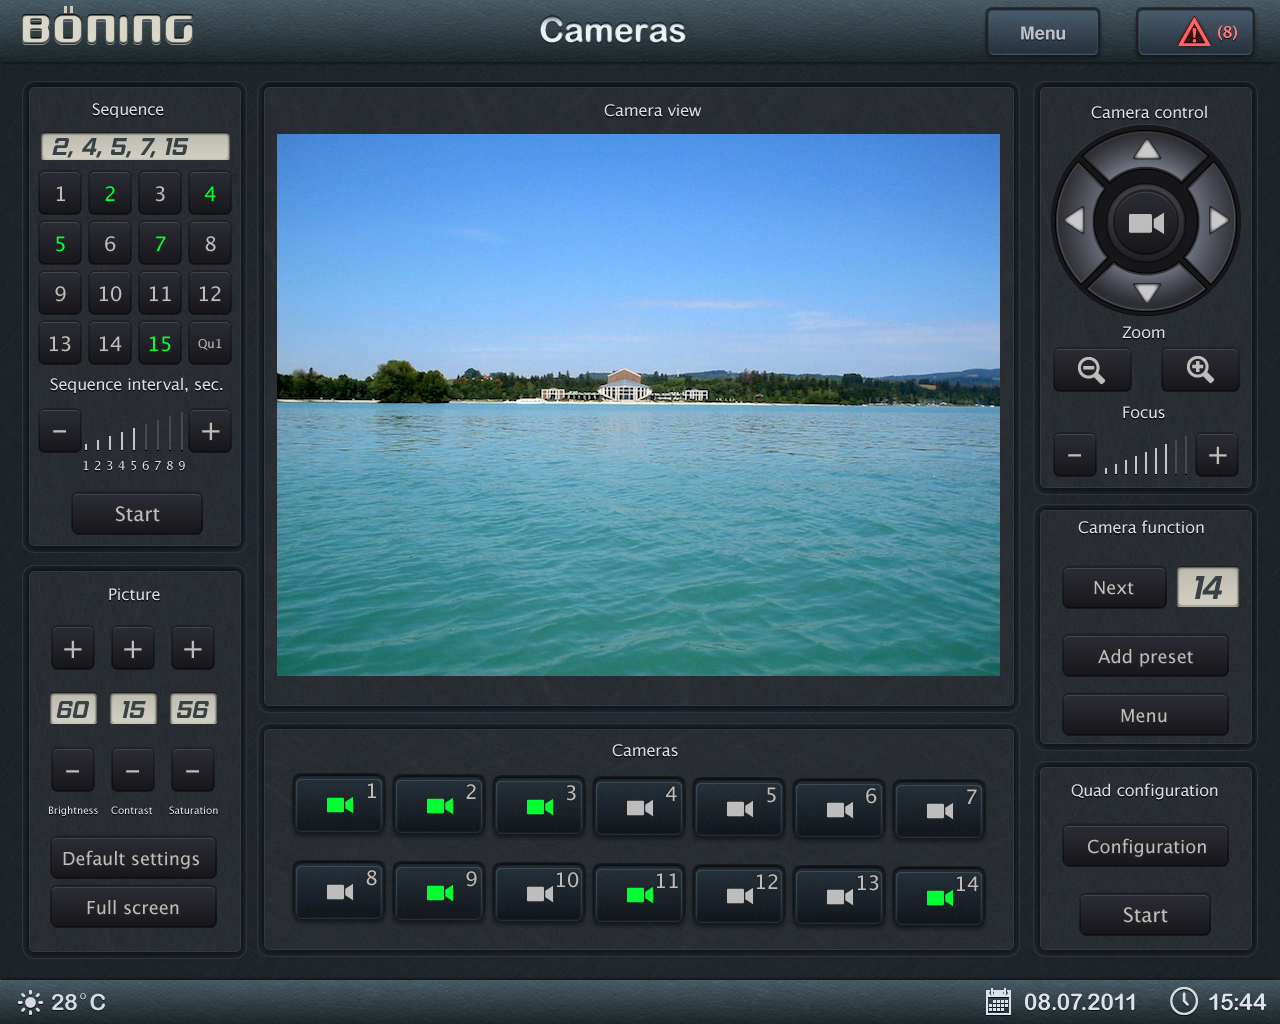 BÖNING
Cameras
Menu
(8)
Sequence
2, 4, 5, 7, 15
1 2 3 4
5 6 7 8
9 10 11 12
13 14 15 Qu1
Sequence interval, sec.
− +
1 2 3 4 5 6 7 8 9
Start
Picture
+ + +
60 15 56
− − −
Brightness Contrast Saturation
Default settings
Full screen
Camera view
Cameras
1 2 3 4 5 6 7
8 9 10 11 12 13 14
Camera control
Zoom
Focus
− +
Camera function
Next 14
Add preset
Menu
Quad configuration
Configuration
Start
28°C
08.07.2011
15:44